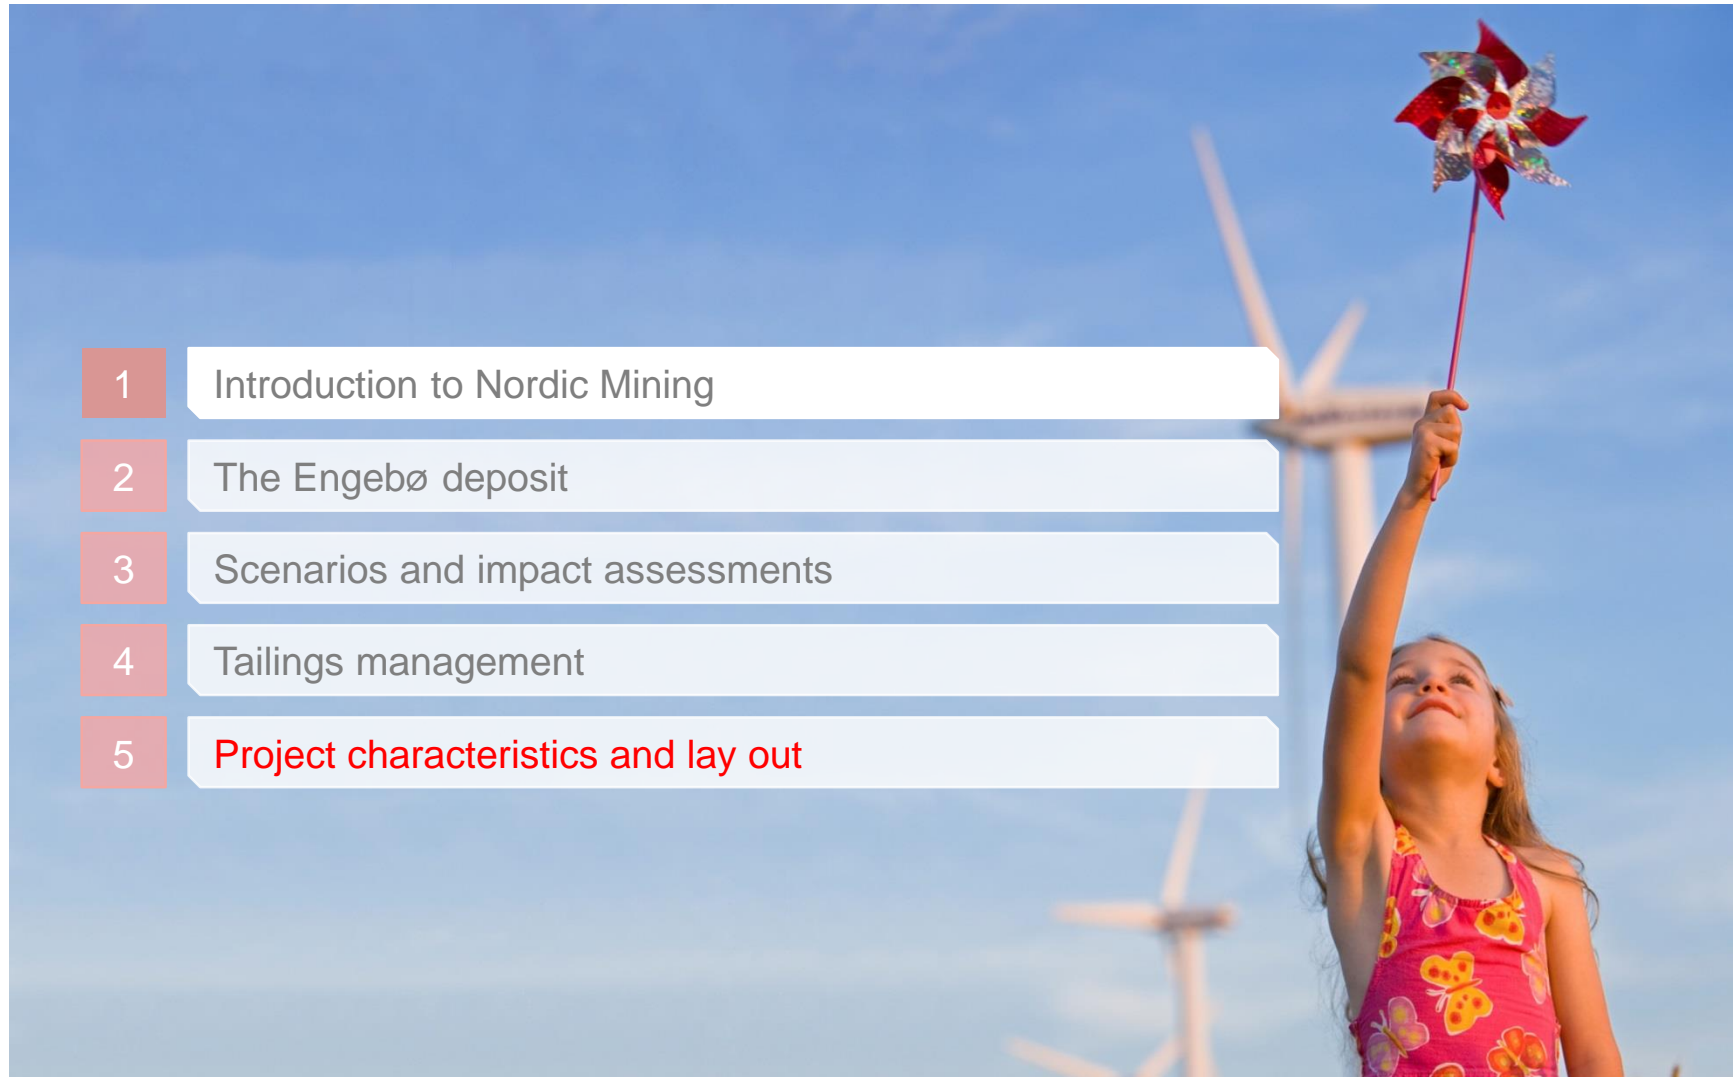 1 Introduction to Nordic Mining
2 The Engebø deposit
3 Scenarios and impact assessments
4 Tailings management
5 Project characteristics and lay out